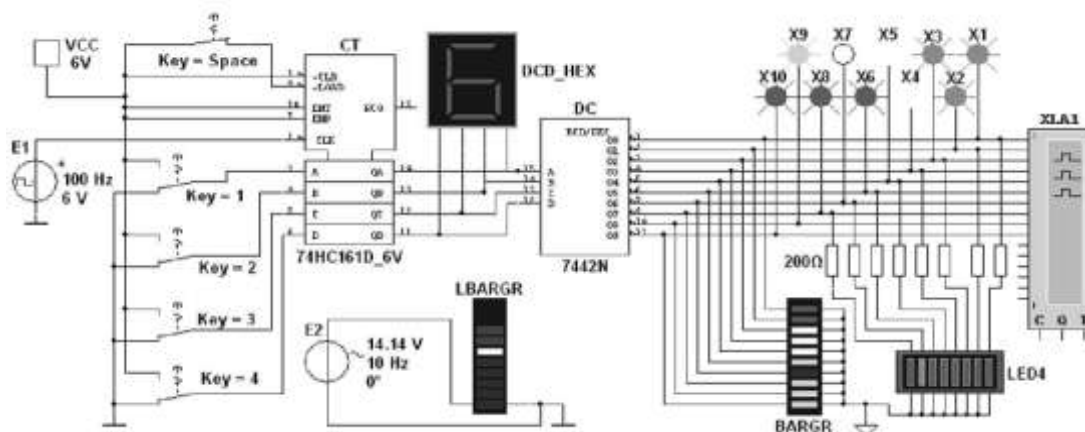 VCC
6V
Key = Space
CT
CLR
LOAD
ENT
ENP
CLK
RCO
A QA
B QB
C QC
D QD
74HC161D_6V
E1
100 Hz
6 V
Key = 1
Key = 2
Key = 3
Key = 4
DCD_HEX
DC
BCD/DEC
A
B
C
D
7442N
X9
X7
X5
X3
X1
X10
X8
X6
X4
X2
XLA1
C Q T
200Ω
LBARGR
E2
14.14 V
10 Hz
0°
BARGR
LED4